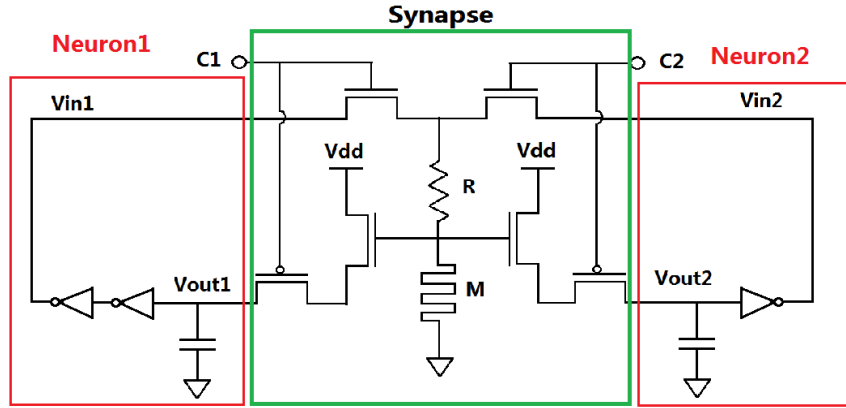 Synapse
Neuron1
C1
C2
Neuron2
Vin1
Vin2
Vdd
Vdd
R
Vout1
M
Vout2